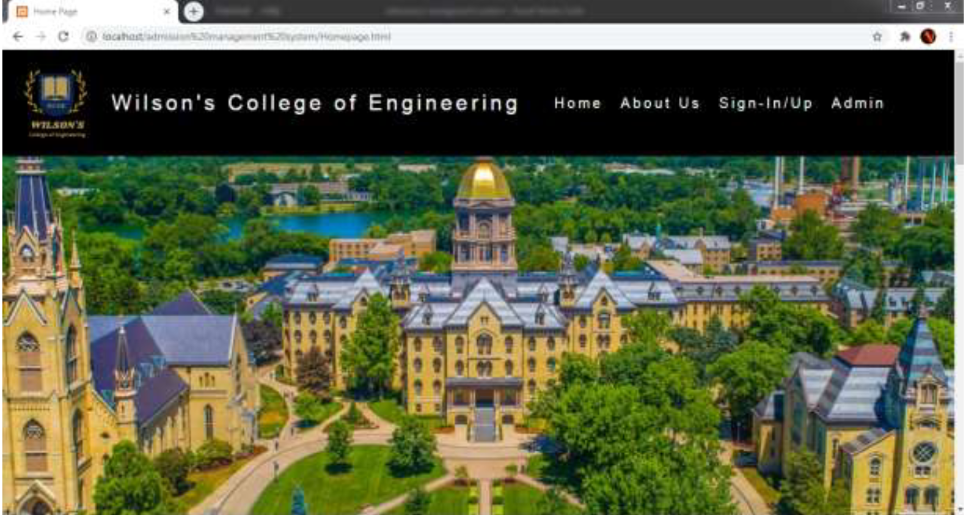 Home Page
localhost/admission%20management%20system/Homepage.html
WILSON'S
College of Engineering
Wilson's College of Engineering Home About Us Sign-In/Up Admin